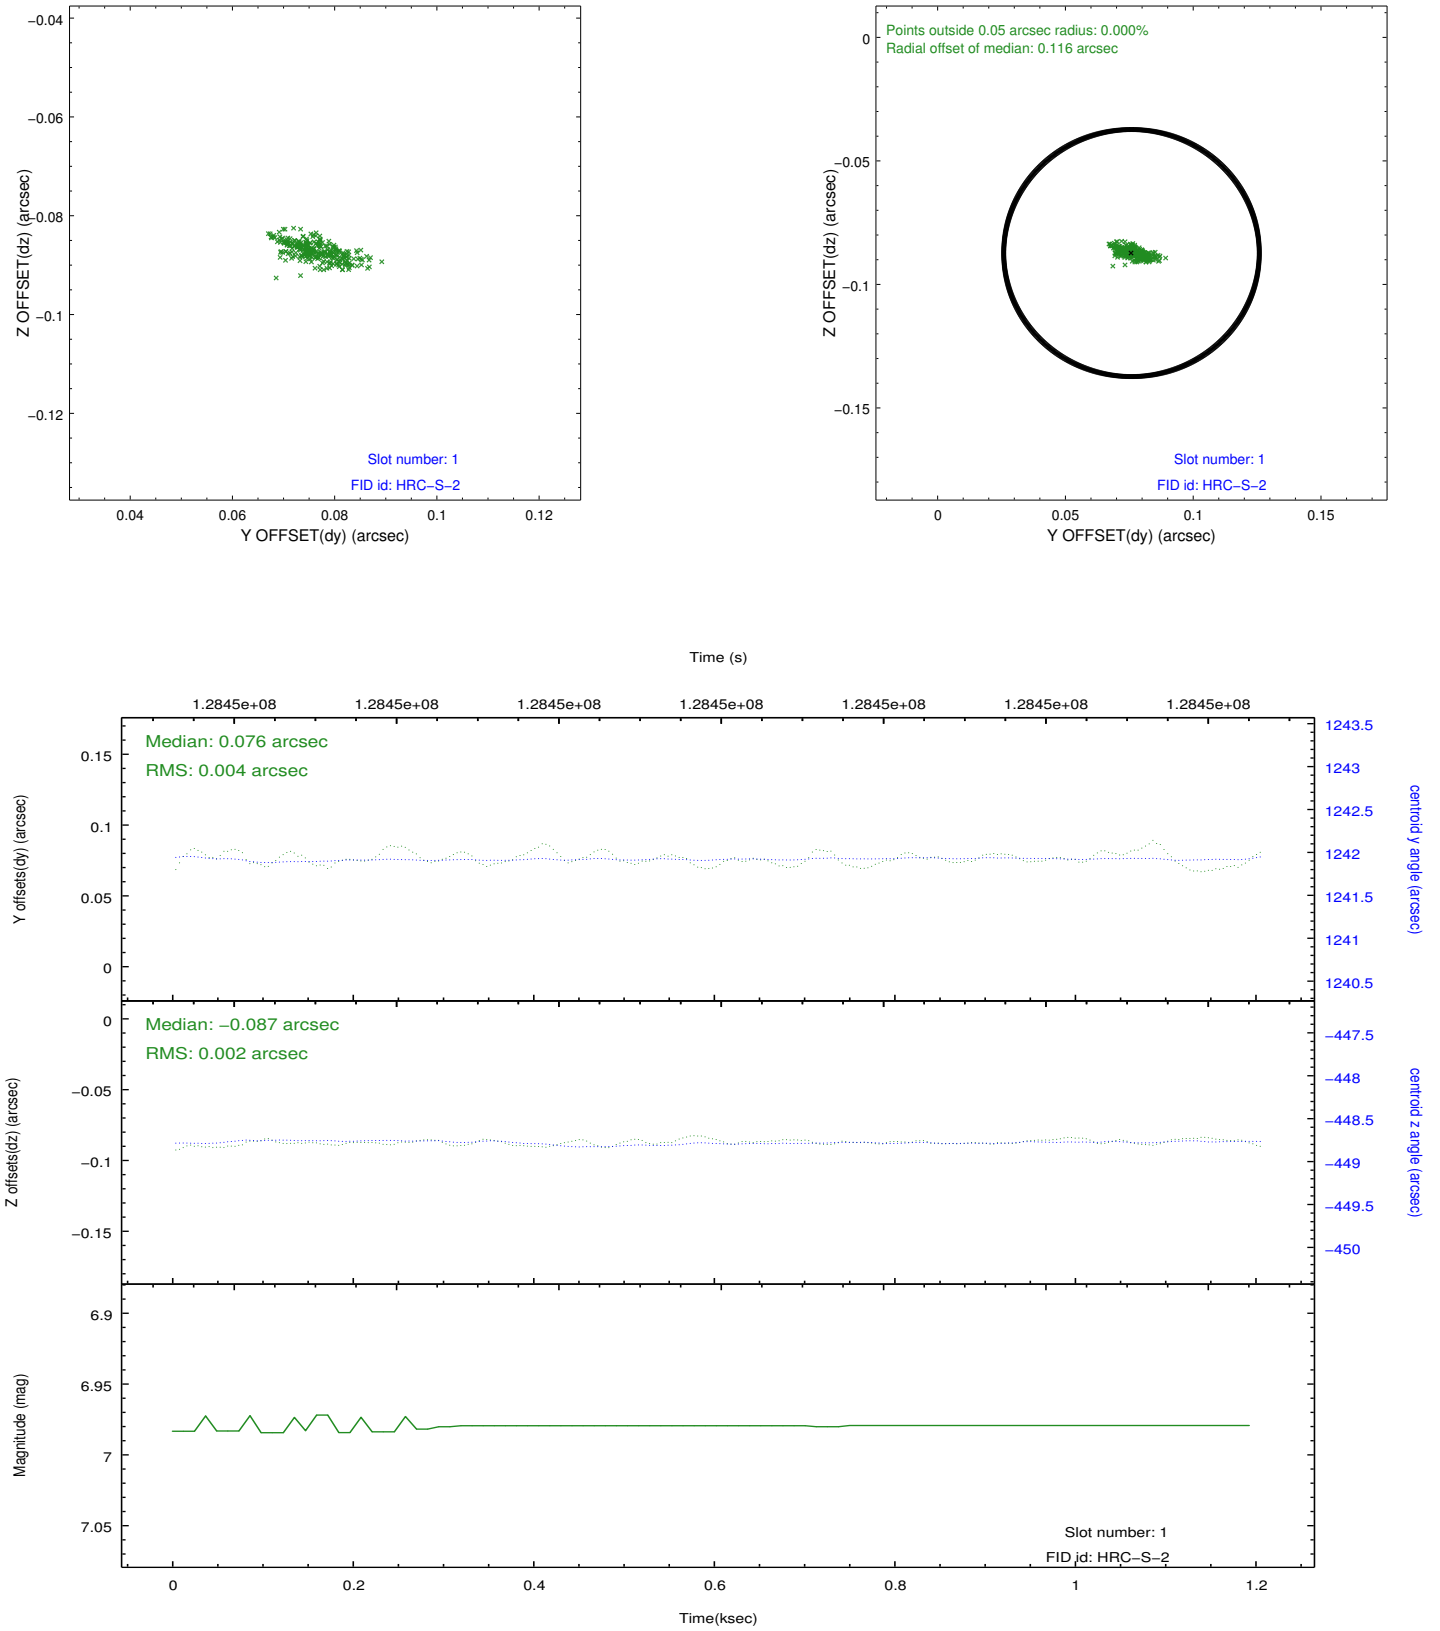 −0.04
−0.06
−0.08
−0.1
−0.12
Z OFFSET(dz) (arcsec)
Slot number: 1
FID id: HRC−S−2
0.04 0.06 0.08 0.1 0.12
Y OFFSET(dy) (arcsec)
Points outside 0.05 arcsec radius: 0.000%
Radial offset of median: 0.116 arcsec
0
−0.05
−0.1
−0.15
Z OFFSET(dz) (arcsec)
Slot number: 1
FID id: HRC−S−2
0 0.05 0.1 0.15
Y OFFSET(dy) (arcsec)
Time (s)
1.2845e+08 1.2845e+08 1.2845e+08 1.2845e+08 1.2845e+08 1.2845e+08 1.2845e+08
Median: 0.076 arcsec
RMS: 0.004 arcsec
0.15
0.1
0.05
0
Y offsets(dy) (arcsec)
1243.5
1243
1242.5
1242
1241.5
1241
1240.5
centroid y angle (arcsec)
Median: −0.087 arcsec
RMS: 0.002 arcsec
0
−0.05
−0.1
−0.15
Z offsets(dz) (arcsec)
−447.5
−448
−448.5
−449
−449.5
−450
centroid z angle (arcsec)
6.9
6.95
7
7.05
Magnitude (mag)
Slot number: 1
FID id: HRC−S−2
0 0.2 0.4 0.6 0.8 1 1.2
Time(ksec)